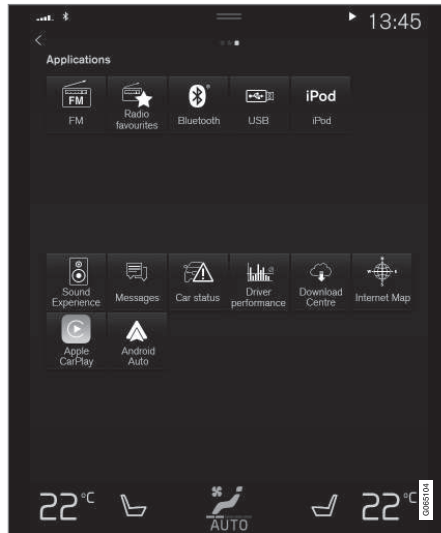 13:45
Applications
FM
iPod
FM
Radio
favourites
Bluetooth
USB
iPod
Sound
Experience
Messages
Car status
Driver
performance
Download
Centre
Internet Map
Apple
CarPlay
Android
Auto
22°C
AUTO
22°C
G065104